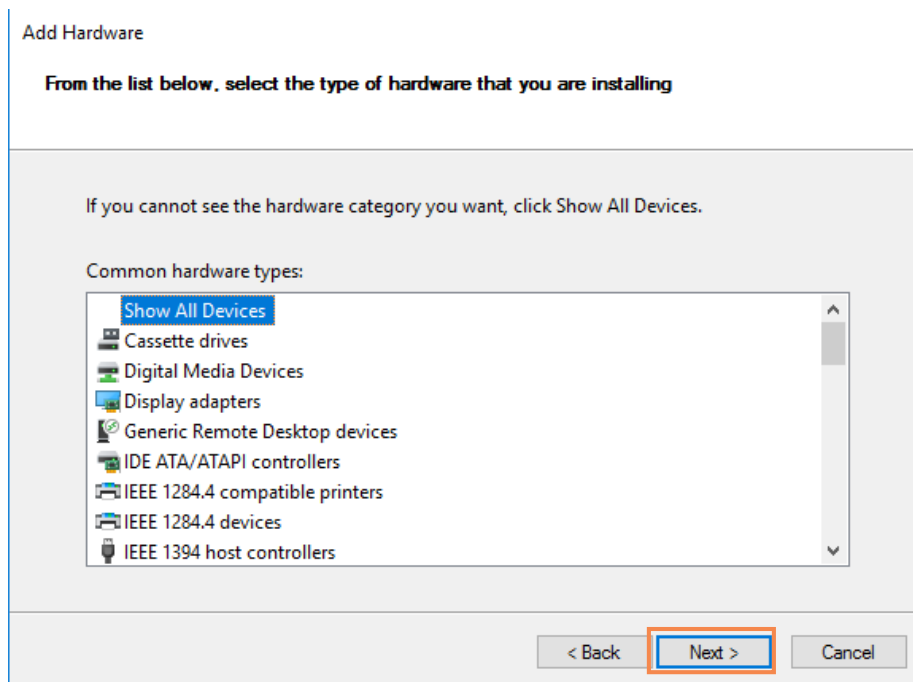 Add Hardware
From the list below, select the type of hardware that you are installing
If you cannot see the hardware category you want, click Show All Devices.
Common hardware types:
Show All Devices
Cassette drives
Digital Media Devices
Display adapters
Generic Remote Desktop devices
IDE ATA/ATAPI controllers
IEEE 1284.4 compatible printers
IEEE 1284.4 devices
IEEE 1394 host controllers
< Back Next > Cancel